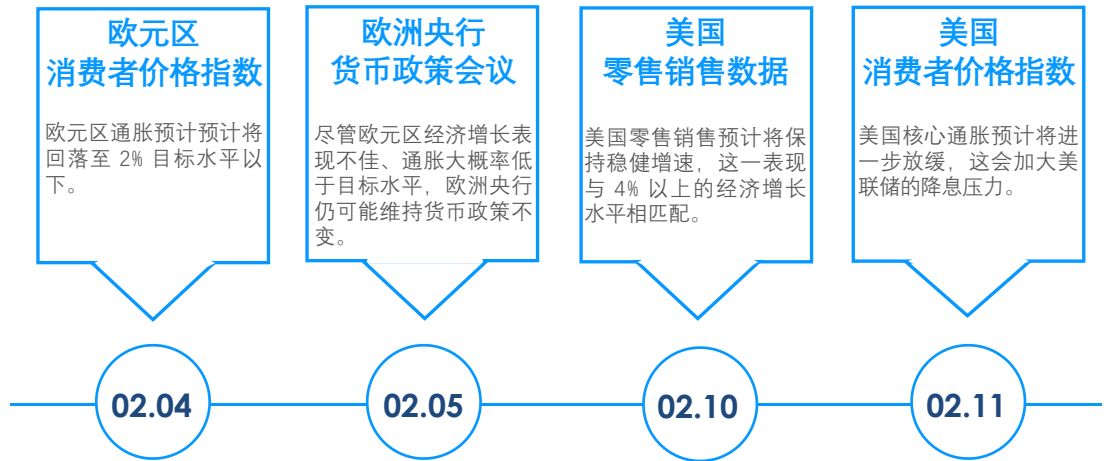 欧元区
消费者价格指数
欧元区通胀预计预计将
回落至 2% 目标水平以
下。
02.04
欧洲央行
货币政策会议
尽管欧元区经济增长表
现不佳、通胀大概率低
于目标水平，欧洲央行
仍可能维持货币政策不
变。
02.05
美国
零售销售数据
美国零售销售预计将保
持稳健增速，这一表现
与 4% 以上的经济增长
水平相匹配。
02.10
美国
消费者价格指数
美国核心通胀预计将进
一步放缓，这会加大美
联储的降息压力。
02.11